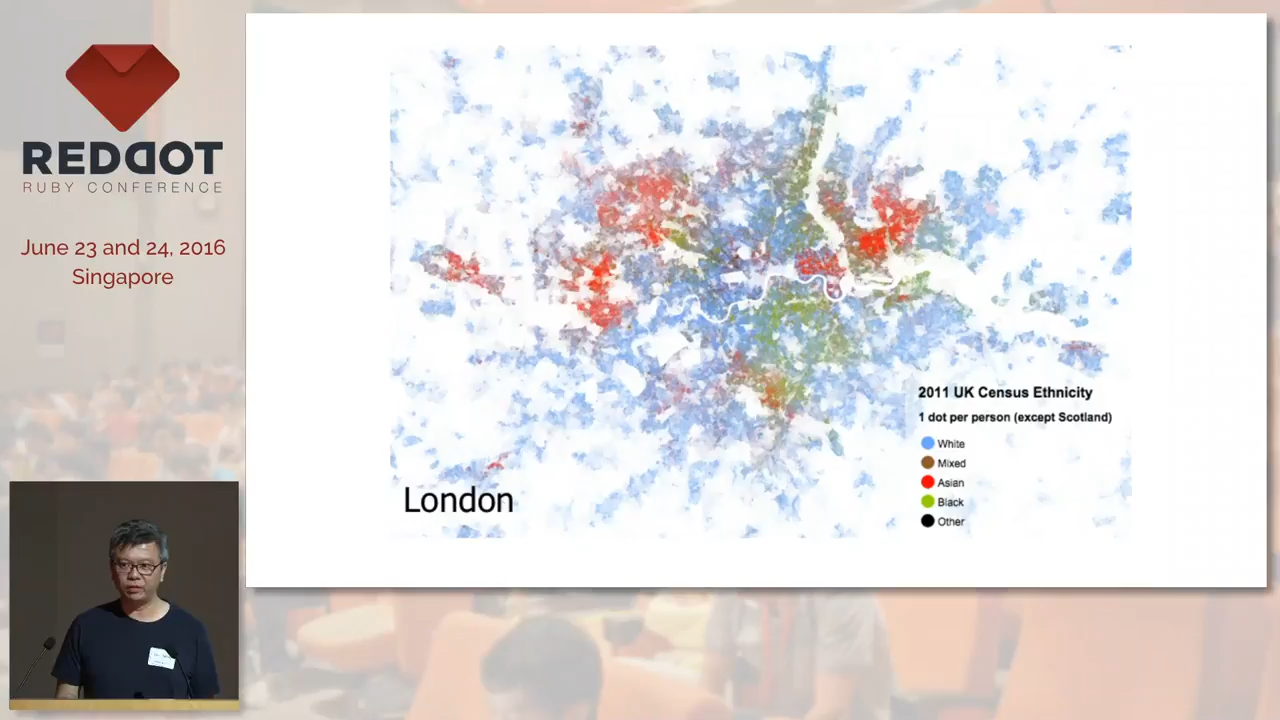 REDDOT
RUBY CONFERENCE
June 23 and 24, 2016
Singapore
2011 UK Census Ethnicity
1 dot per person (except Scotland)
White
Mixed
Asian
Black
Other
London